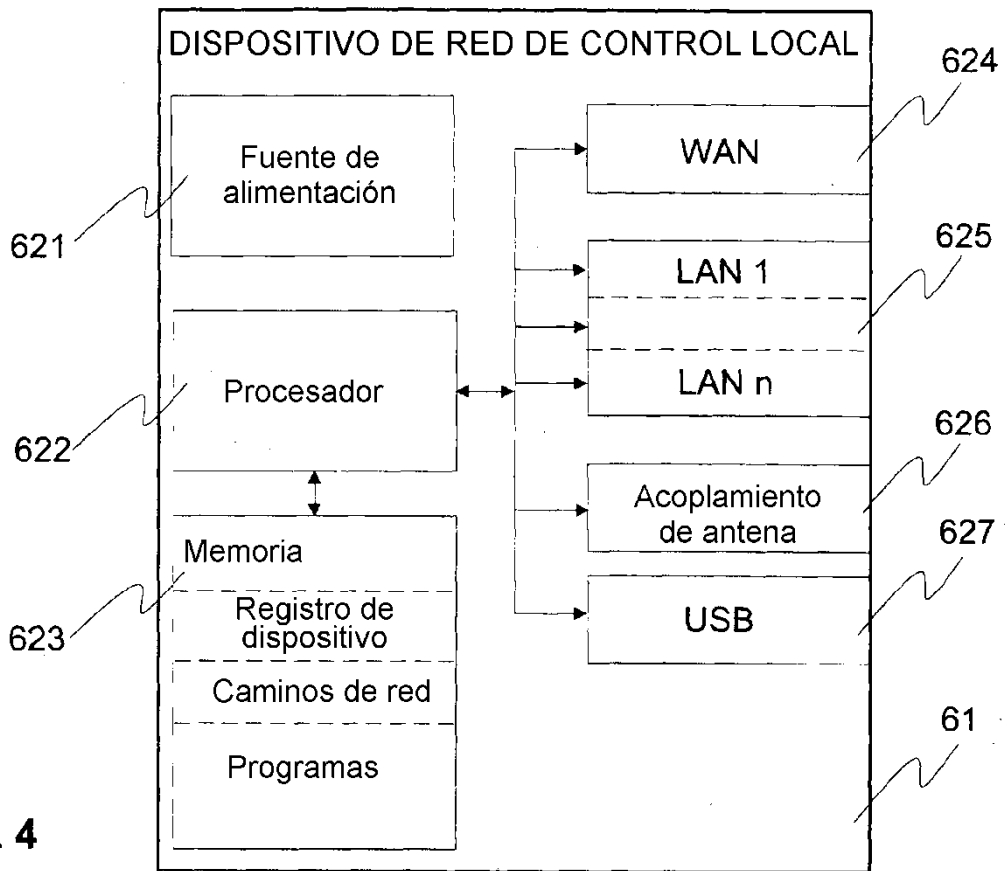 DISPOSITIVO DE RED DE CONTROL LOCAL
624
Fuente de
alimentación
WAN
621
625
LAN 1
LAN n
Procesador
622
626
Acoplamiento
de antena
627
Memoria
USB
Registro de
dispositivo
623
Caminos de red
61
Programas
. 4